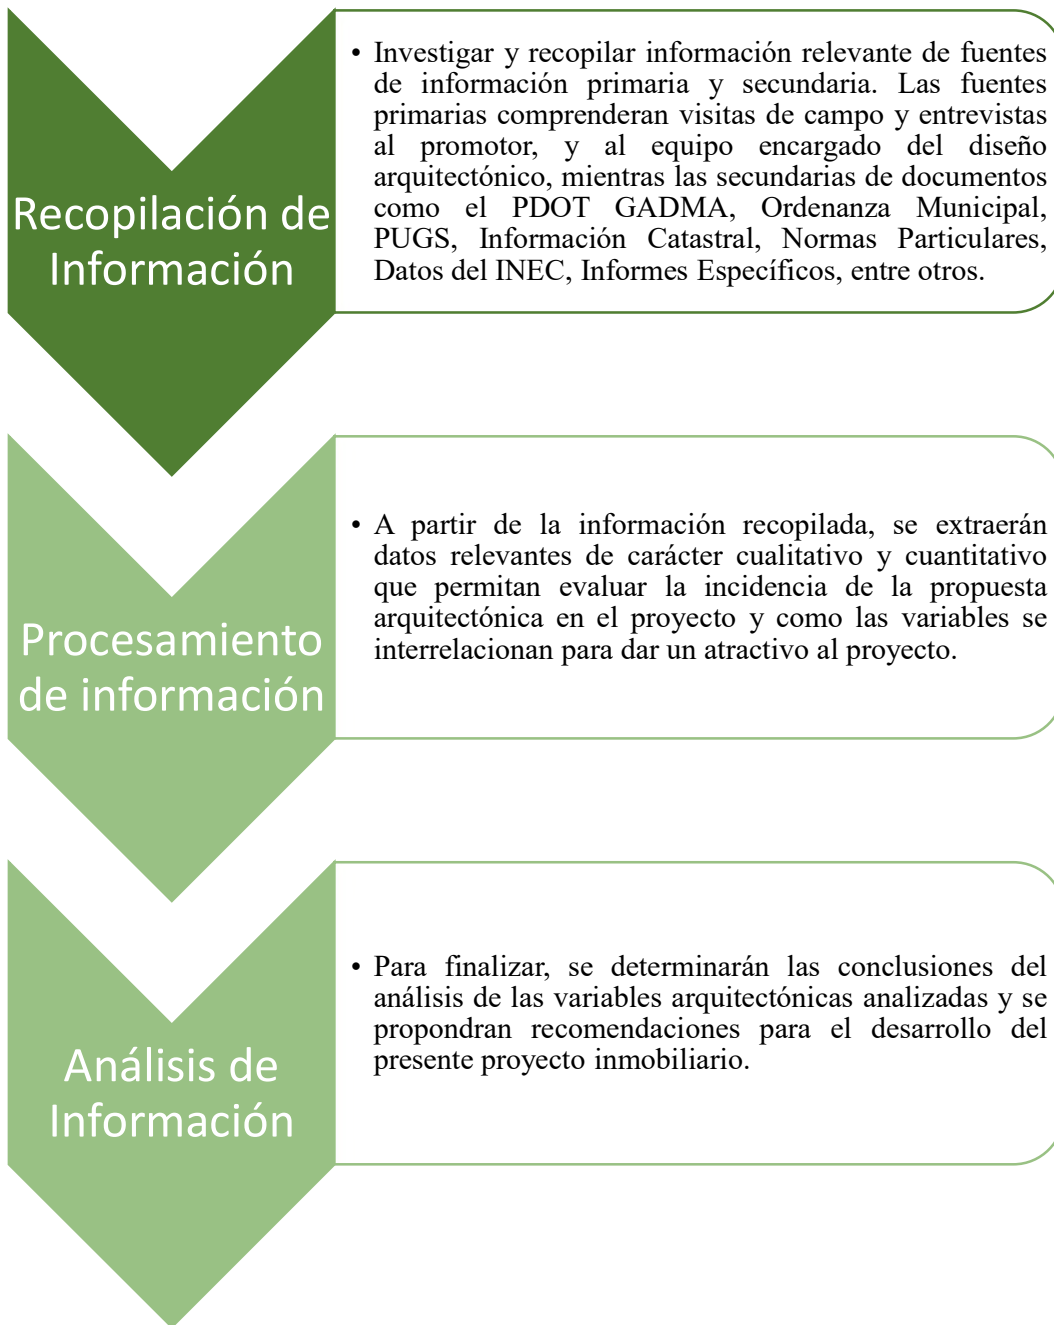 Recopilación de
Información
• Investigar y recopilar información relevante de fuentes
de información primaria y secundaria. Las fuentes
primarias comprenderan visitas de campo y entrevistas
al promotor, y al equipo encargado del diseño
arquitectónico, mientras las secundarias de documentos
como el PDOT GADMA, Ordenanza Municipal,
PUGS, Información Catastral, Normas Particulares,
Datos del INEC, Informes Específicos, entre otros.
Procesamiento
de información
• A partir de la información recopilada, se extraerán
datos relevantes de carácter cualitativo y cuantitativo
que permitan evaluar la incidencia de la propuesta
arquitectónica en el proyecto y como las variables se
interrelacionan para dar un atractivo al proyecto.
Análisis de
Información
• Para finalizar, se determinarán las conclusiones del
análisis de las variables arquitectónicas analizadas y se
propondran recomendaciones para el desarrollo del
presente proyecto inmobiliario.